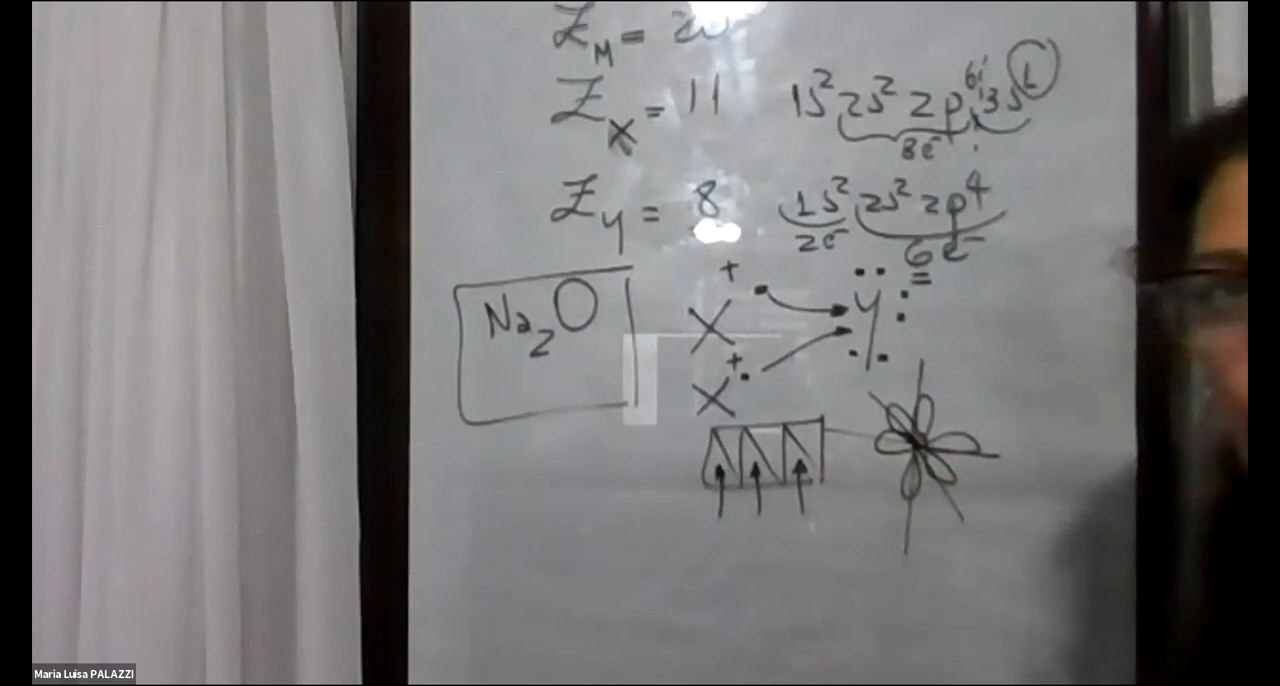 Z_M = 20
Z_X = 11 1s² 2s² 2p⁶ 3s¹
8e⁻
Z_Y = 8 1s² 2s² 2p⁴
2e⁻ 6e⁻
Na₂O
X⁺ Y⁼
X⁺
Maria Luisa PALAZZI